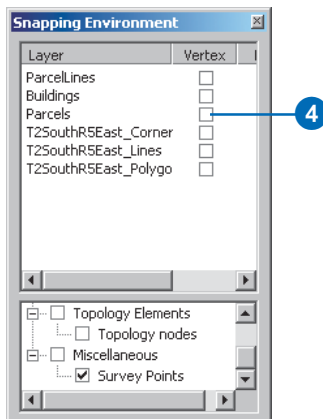 Snapping Environment
Layer Vertex
ParcelLines
Buildings
Parcels
4
T2SouthR5East_Corner
T2SouthR5East_Lines
T2SouthR5East_Polygo
Topology Elements
Topology nodes
Miscellaneous
Survey Points